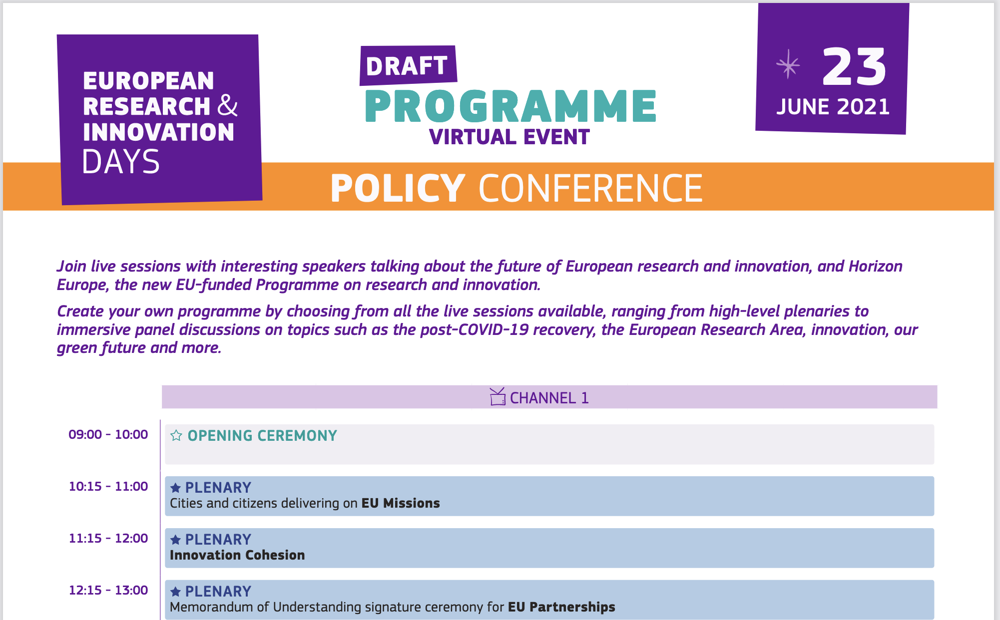 EUROPEAN
RESEARCH &
INNOVATION
DAYS
DRAFT
PROGRAMME
VIRTUAL EVENT
23
JUNE 2021
POLICY CONFERENCE
Join live sessions with interesting speakers talking about the future of European research and innovation, and Horizon
Europe, the new EU-funded Programme on research and innovation.
Create your own programme by choosing from all the live sessions available, ranging from high-level plenaries to
immersive panel discussions on topics such as the post-COVID-19 recovery, the European Research Area, innovation, our
green future and more.
CHANNEL 1
09:00 - 10:00
OPENING CEREMONY
10:15 - 11:00
PLENARY
Cities and citizens delivering on EU Missions
11:15 - 12:00
PLENARY
Innovation Cohesion
12:15 - 13:00
PLENARY
Memorandum of Understanding signature ceremony for EU Partnerships